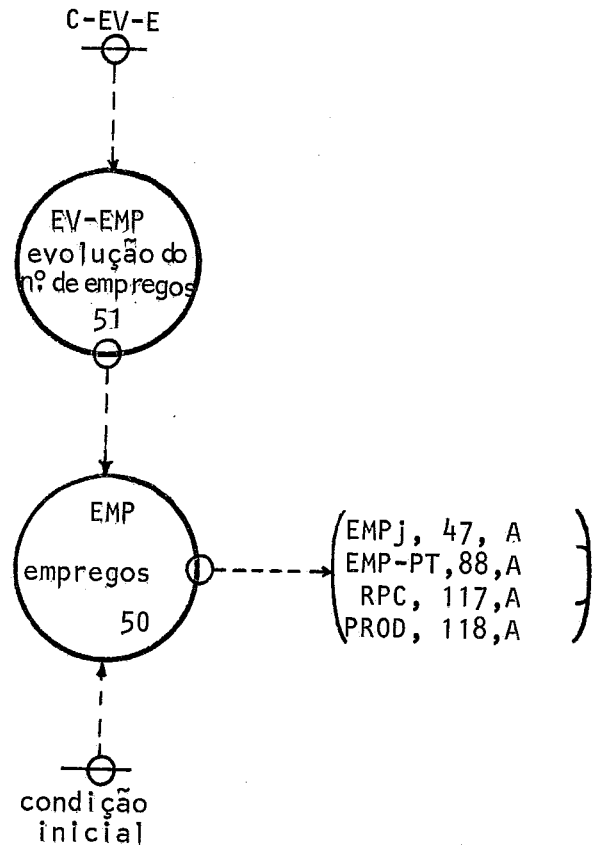 C-EV-E
EV-EMP
evolução do
nº de empregos
51
EMP
empregos
50
(EMPj, 47, A)
EMP-PT,88,A
RPC, 117,A
PROD, 118,A
condição
inicial